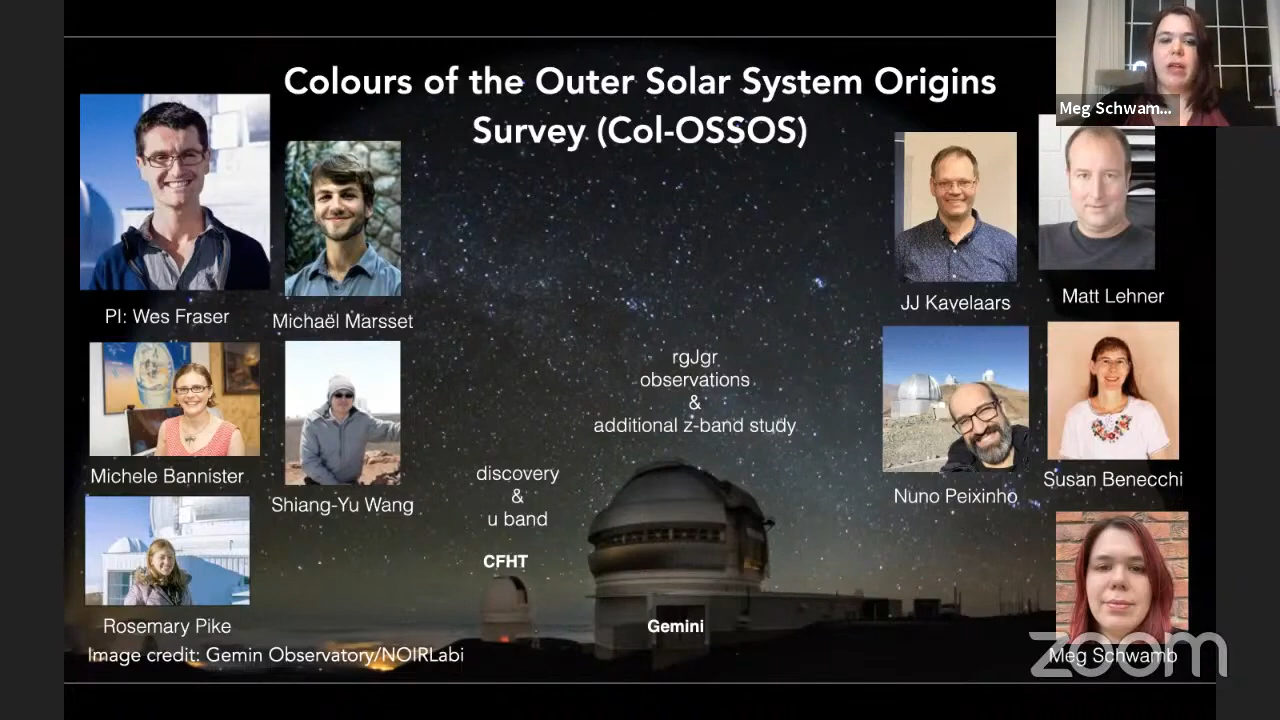 Colours of the Outer Solar System Origins
Survey (Col-OSSOS)
Meg Schwam...
PI: Wes Fraser
Michaël Marsset
JJ Kavelaars
Matt Lehner
rgJgr
observations
&
additional z-band study
Michele Bannister
Shiang-Yu Wang
discovery
&
u band
Nuno Peixinho
Susan Benecchi
CFHT
Gemini
Rosemary Pike
Image credit: Gemin Observatory/NOIRLabi
Meg Schwamb
zoom